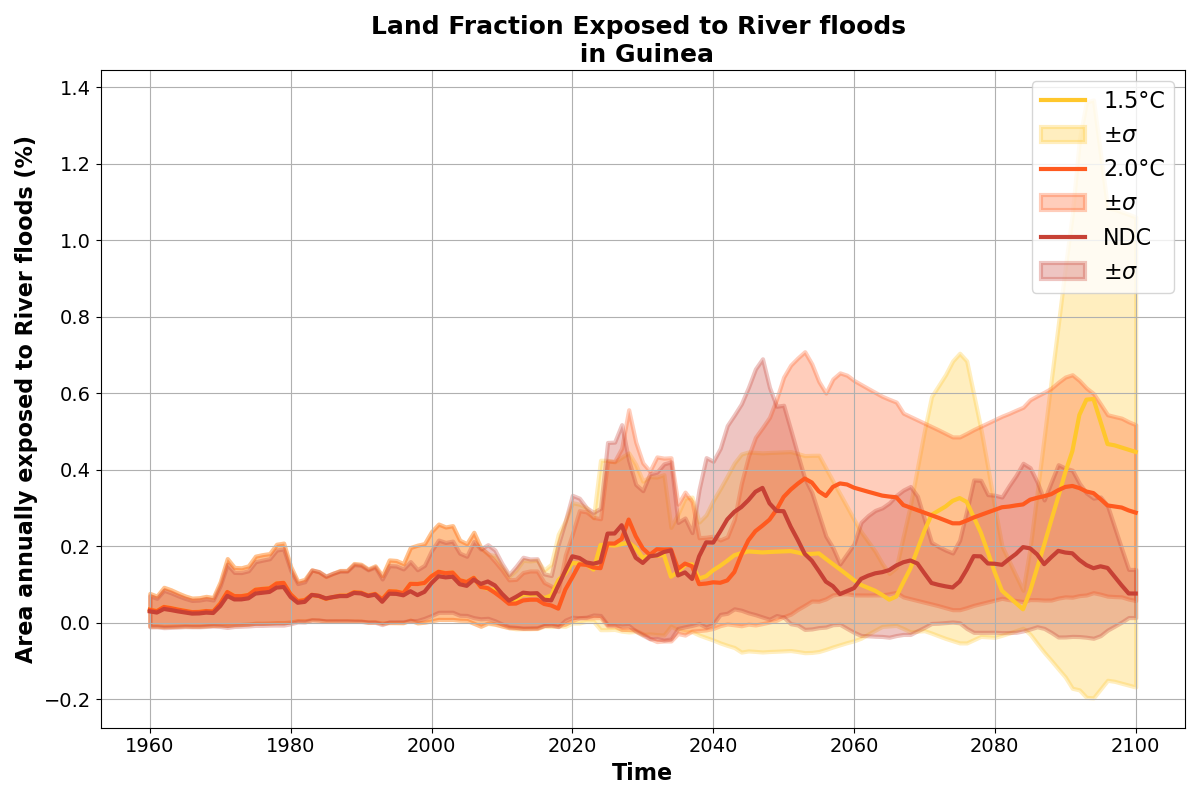 Land Fraction Exposed to River floods
in Guinea
Area annually exposed to River floods (%)
1.4
1.2
1.0
0.8
0.6
0.4
0.2
0.0
−0.2
1.5°C
±σ
2.0°C
±σ
NDC
±σ
1960 1980 2000 2020 2040 2060 2080 2100
Time